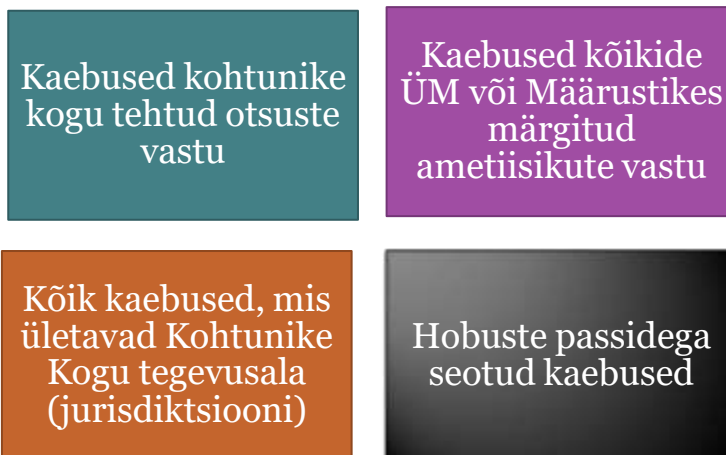 Kaebused kohtunike
kogu tehtud otsuste
vastu
Kaebused kõikide
ÜM või Määrustikes
märgitud
ametiisikute vastu
Kõik kaebused, mis
ületavad Kohtunike
Kogu tegevusala
(jurisdiktsiooni)
Hobuste passidega
seotud kaebused